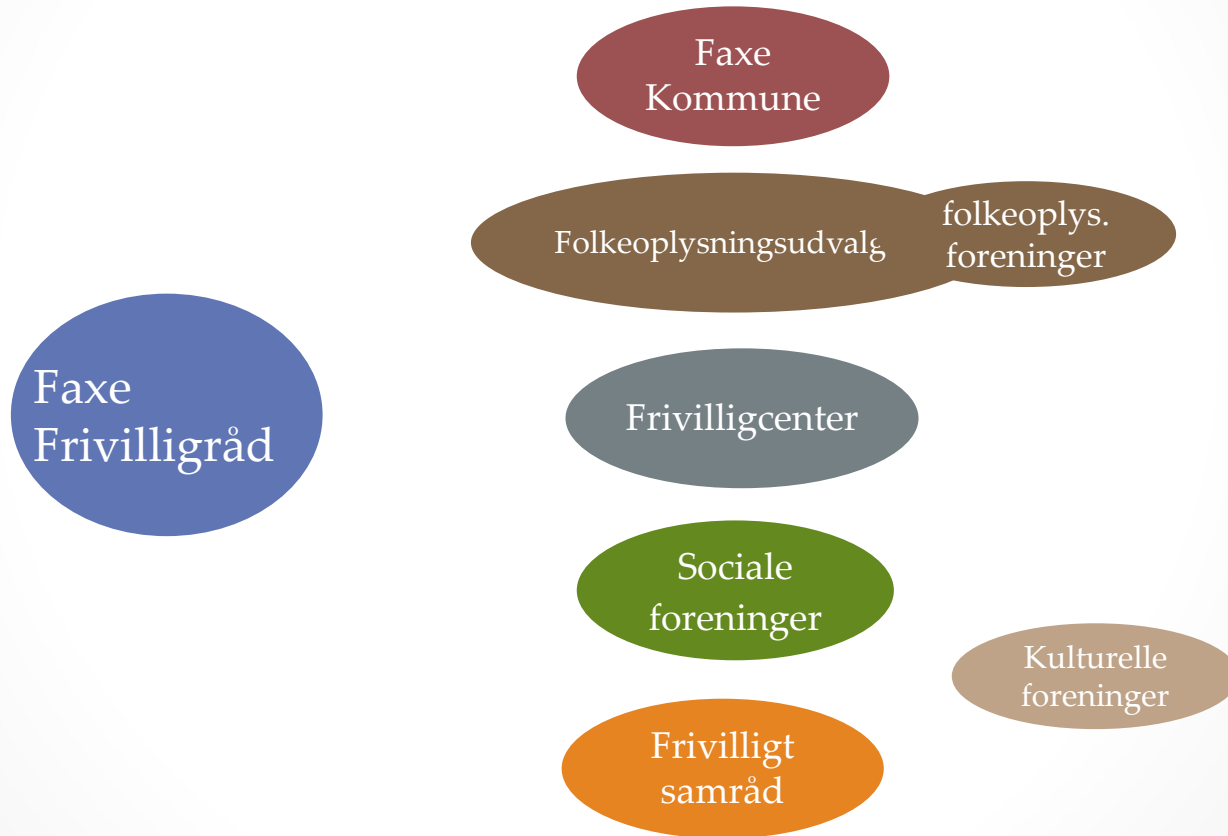 Faxe
Kommune
Folkeoplysningsudvalg
folkeoplys.
foreninger
Faxe
Frivilligråd
Frivilligcenter
Sociale
foreninger
Kulturelle
foreninger
Frivilligt
samråd